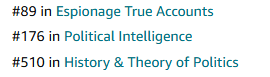 #89 in Espionage True Accounts
#176 in Political Intelligence
#510 in History & Theory of Politics